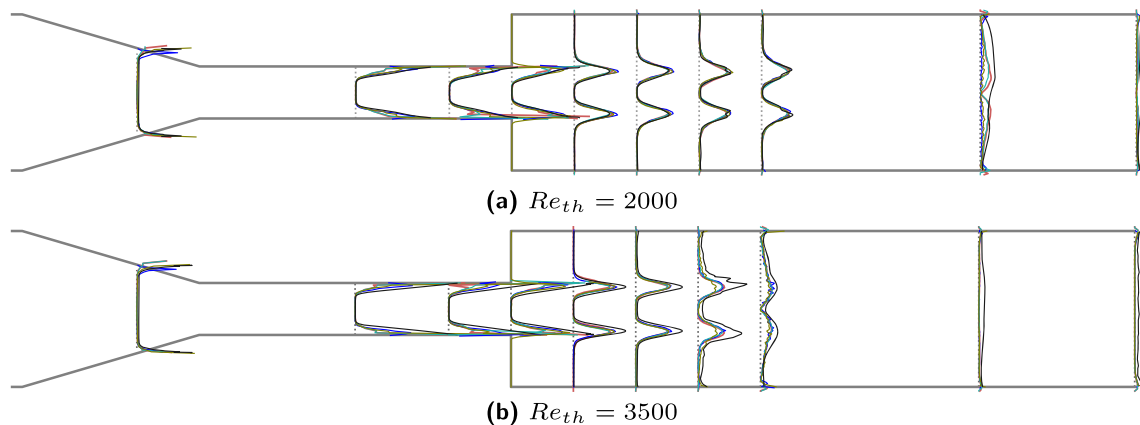 (a) Re_th = 2000
(b) Re_th = 3500